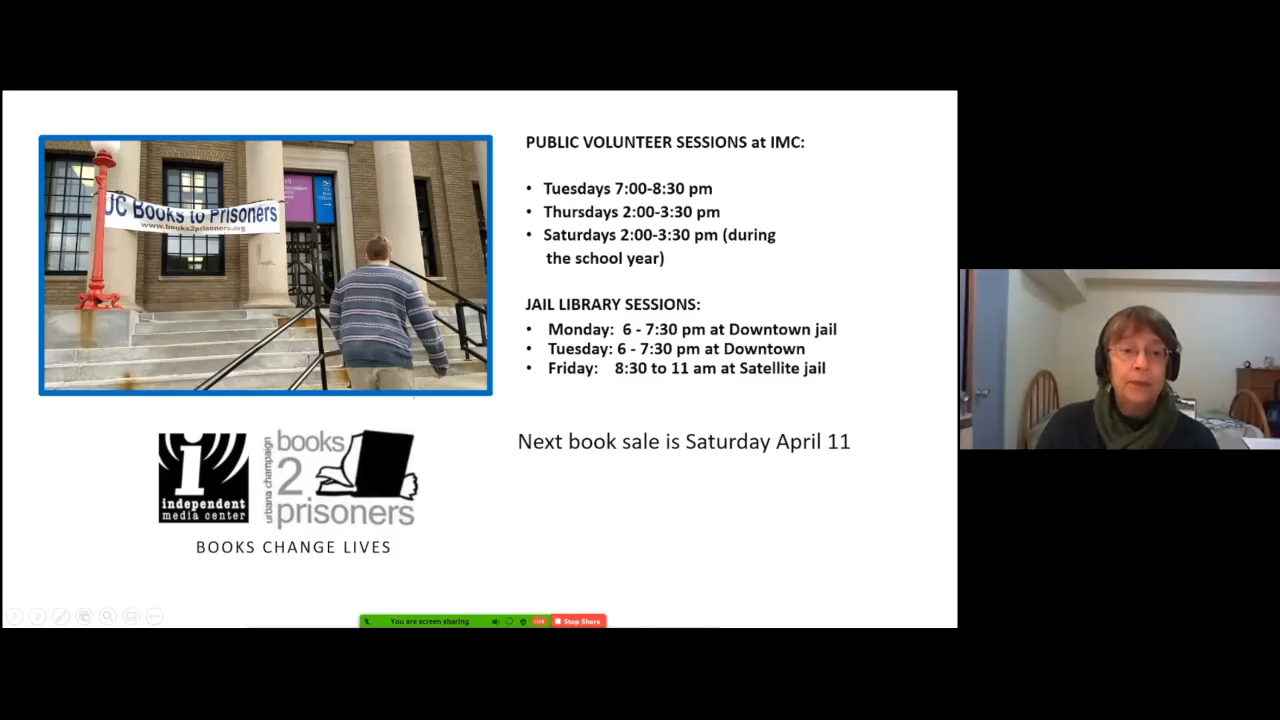 PUBLIC VOLUNTEER SESSIONS at IMC:
• Tuesdays 7:00-8:30 pm
• Thursdays 2:00-3:30 pm
• Saturdays 2:00-3:30 pm (during
the school year)
JAIL LIBRARY SESSIONS:
• Monday: 6 - 7:30 pm at Downtown jail
• Tuesday: 6 - 7:30 pm at Downtown
• Friday: 8:30 to 11 am at Satellite jail
Next book sale is Saturday April 11
UC Books to Prisoners
www.books2prisoners.org
i
independent
media center
urbana champaign
books
2
prisoners
BOOKS CHANGE LIVES
You are screen sharing
LIVE
Stop Share